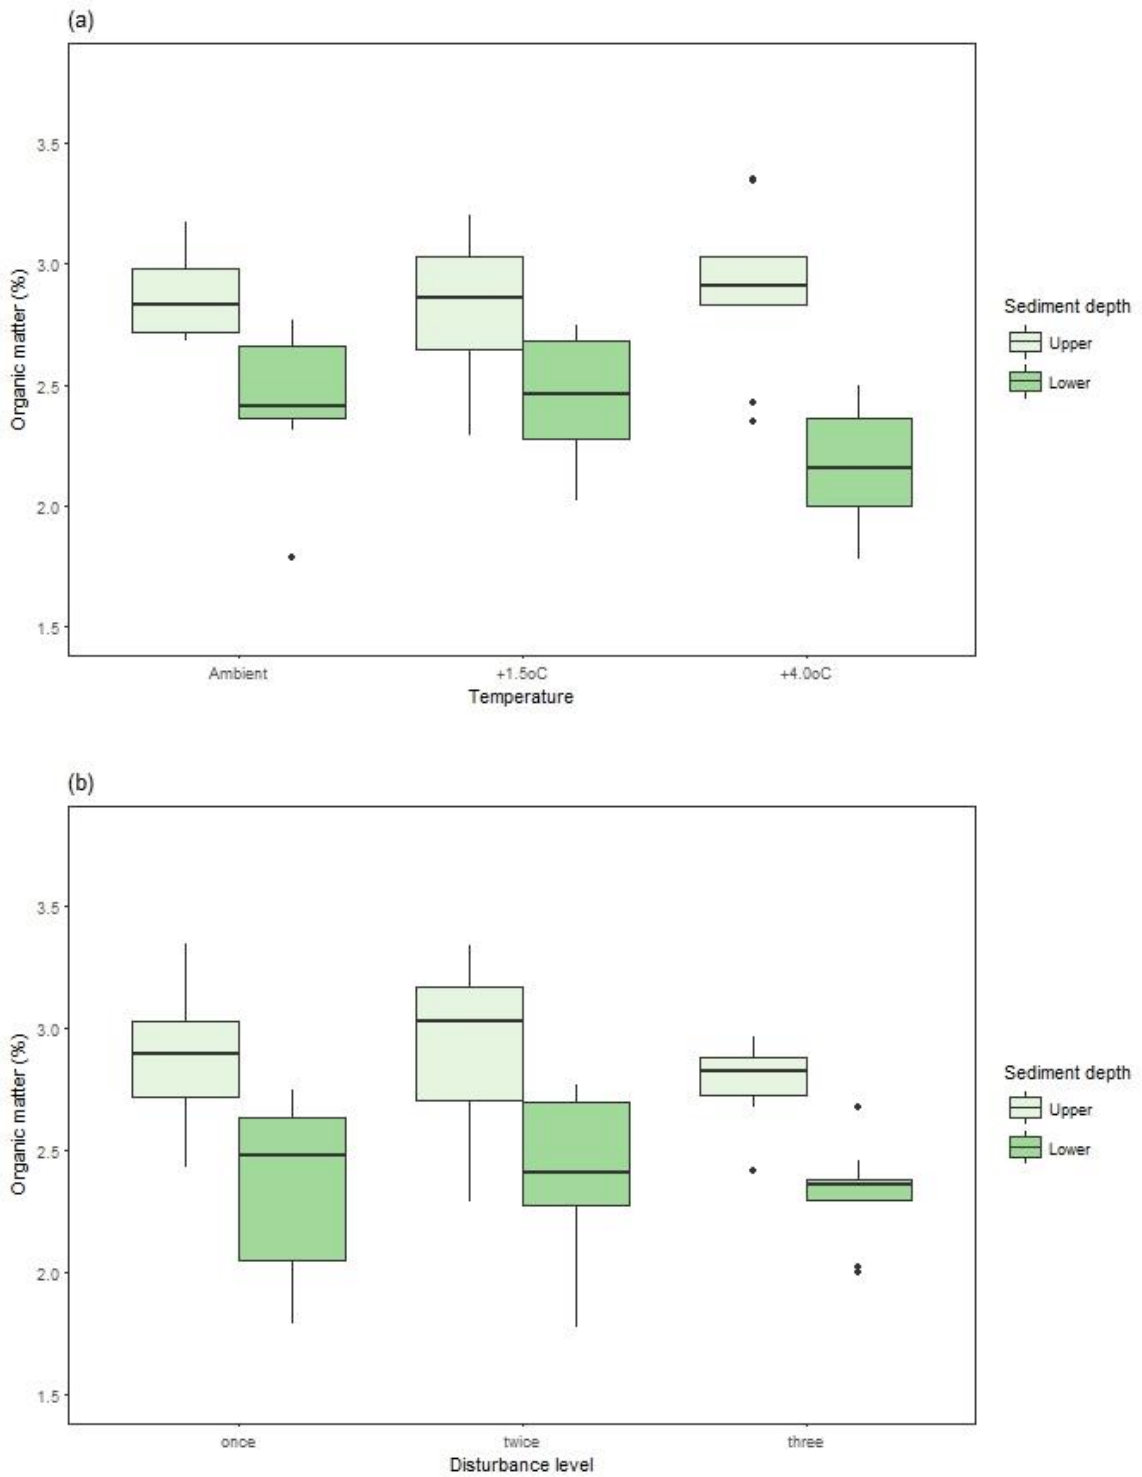 (a)
3.5
3.0
2.5
2.0
1.5
Organic matter (%)
Ambient
+1.5oC
+4.0oC
Temperature
Sediment depth
Upper
Lower
(b)
3.5
3.0
2.5
2.0
1.5
Organic matter (%)
once
twice
three
Disturbance level
Sediment depth
Upper
Lower